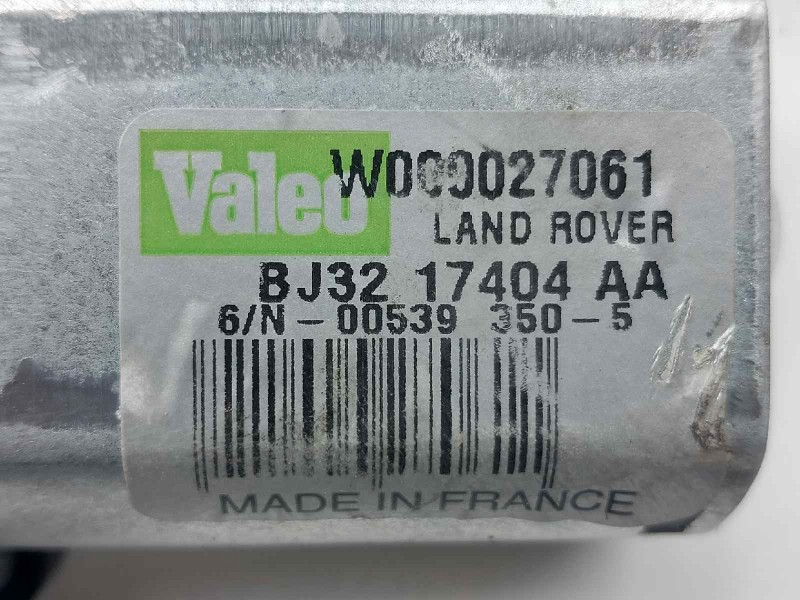 Valeo W000027061
LAND ROVER
BJ32 17404 AA
6/N-00539 350-5
MADE IN FRANCE